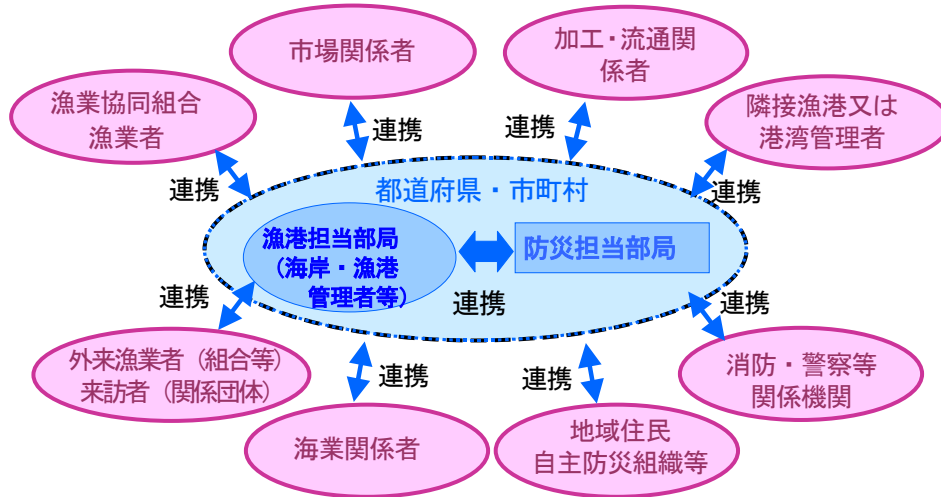 市場関係者
加工・流通関
係者
漁業協同組合
漁業者
隣接漁港又は
港湾管理者
連携
連携
連携
連携
都道府県・市町村
漁港担当部局
（海岸・漁港
管理者等）
防災担当部局
連携
連携
連携
外来漁業者（組合等）
来訪者（関係団体）
消防・警察等
関係機関
連携
連携
海業関係者
地域住民
自主防災組織等